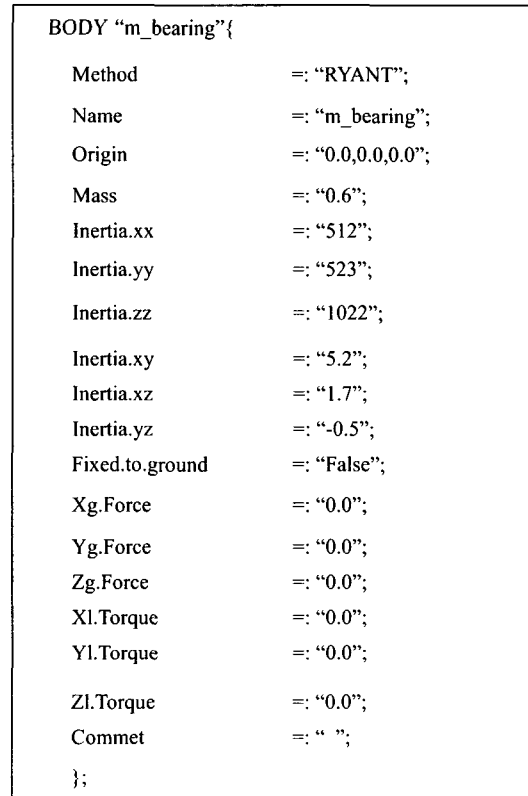 BODY “m_bearing”{
Method =: “RYANT”;
Name =: “m_bearing”;
Origin =: “0.0,0.0,0.0”;
Mass =: “0.6”;
Inertia.xx =: “512”;
Inertia.yy =: “523”;
Inertia.zz =: “1022”;
Inertia.xy =: “5.2”;
Inertia.xz =: “1.7”;
Inertia.yz =: “-0.5”;
Fixed.to.ground =: “False”;
Xg.Force =: “0.0”;
Yg.Force =: “0.0”;
Zg.Force =: “0.0”;
Xl.Torque =: “0.0”;
Yl.Torque =: “0.0”;
Zl.Torque =: “0.0”;
Commet =: “ ”;
};